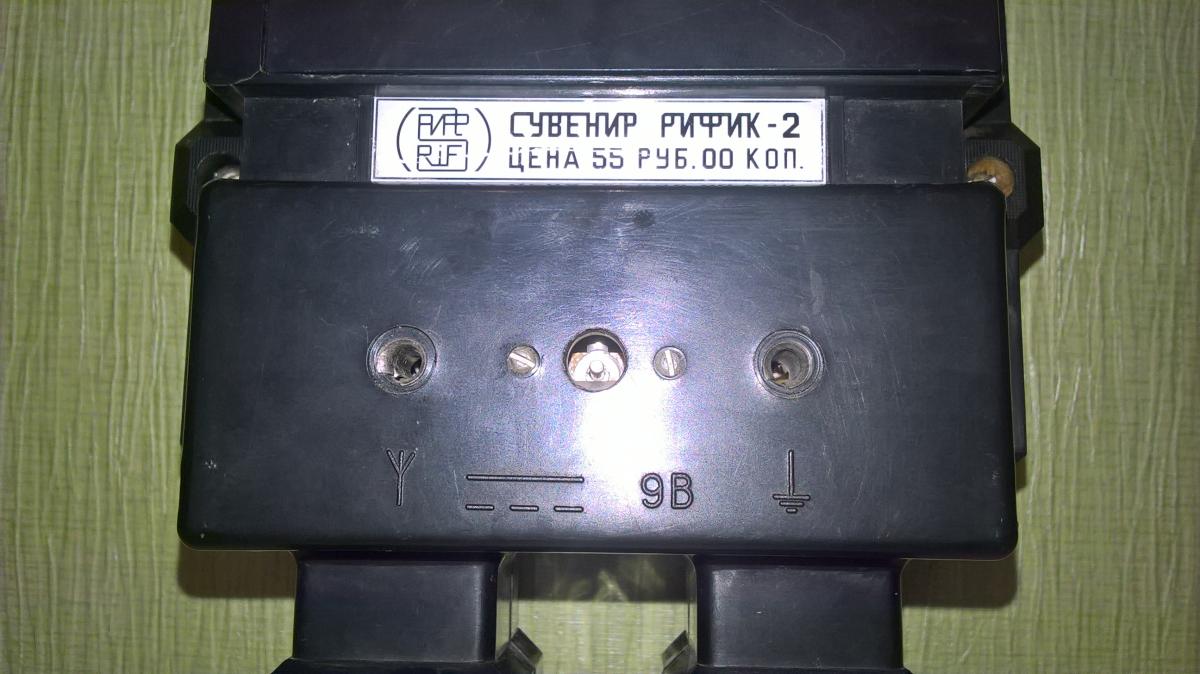 РИФ
RiF
СУВЕНИР РИФИК-2
ЦЕНА 55 РУБ.00 КОП.
9В